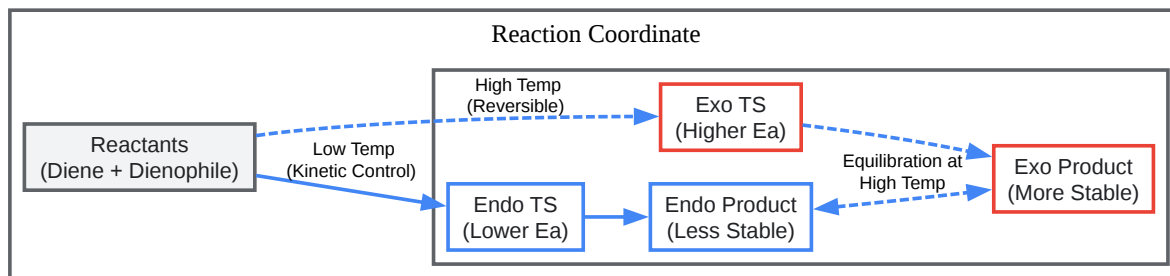 Reaction Coordinate
High Temp
(Reversible)
Exo TS
(Higher Ea)
Reactants
(Diene + Dienophile)
Low Temp
(Kinetic Control)
Equilibration at
High Temp
Exo Product
(More Stable)
Endo TS
(Lower Ea)
Endo Product
(Less Stable)